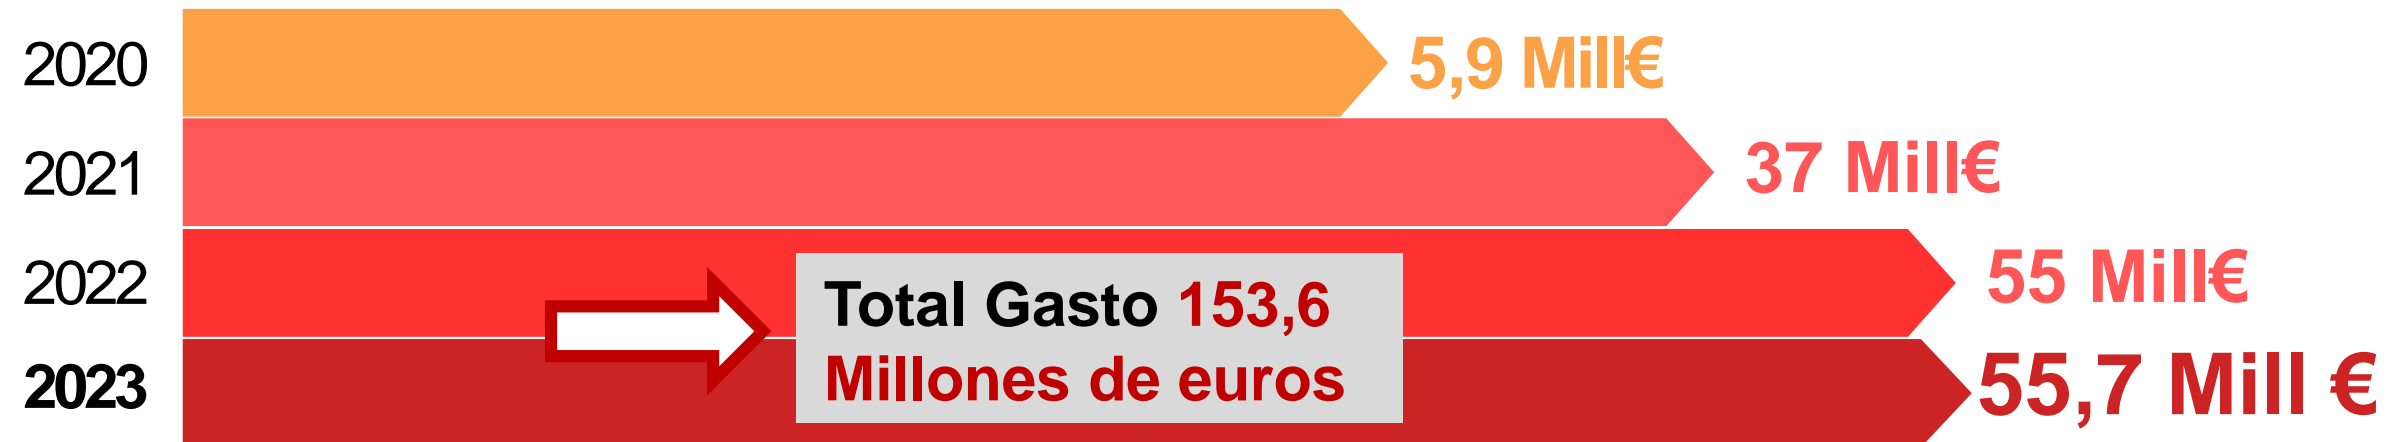 2020 5,9 Mill€
2021 37 Mill€
2022 55 Mill€
Total Gasto 153,6
Millones de euros
2023 55,7 Mill €